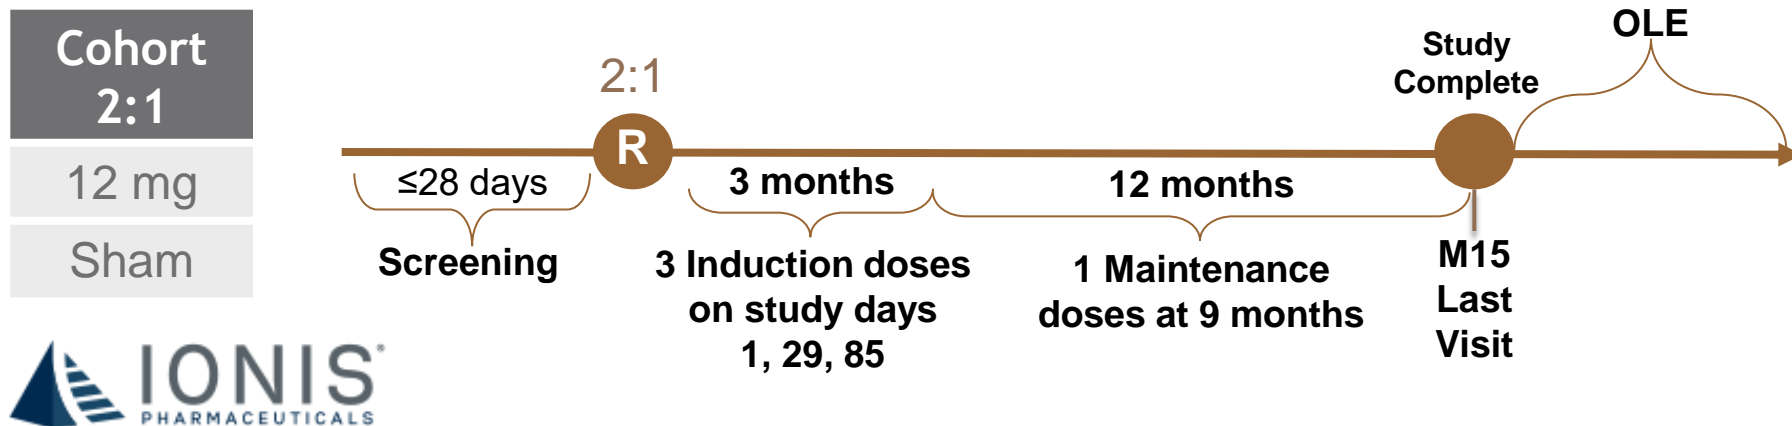 Cohort
2:1
12 mg
Sham
2:1
R
≤28 days
Screening
3 months
3 Induction doses
on study days
1, 29, 85
12 months
1 Maintenance
doses at 9 months
Study
Complete
M15
Last
Visit
OLE
IONIS®
PHARMACEUTICALS